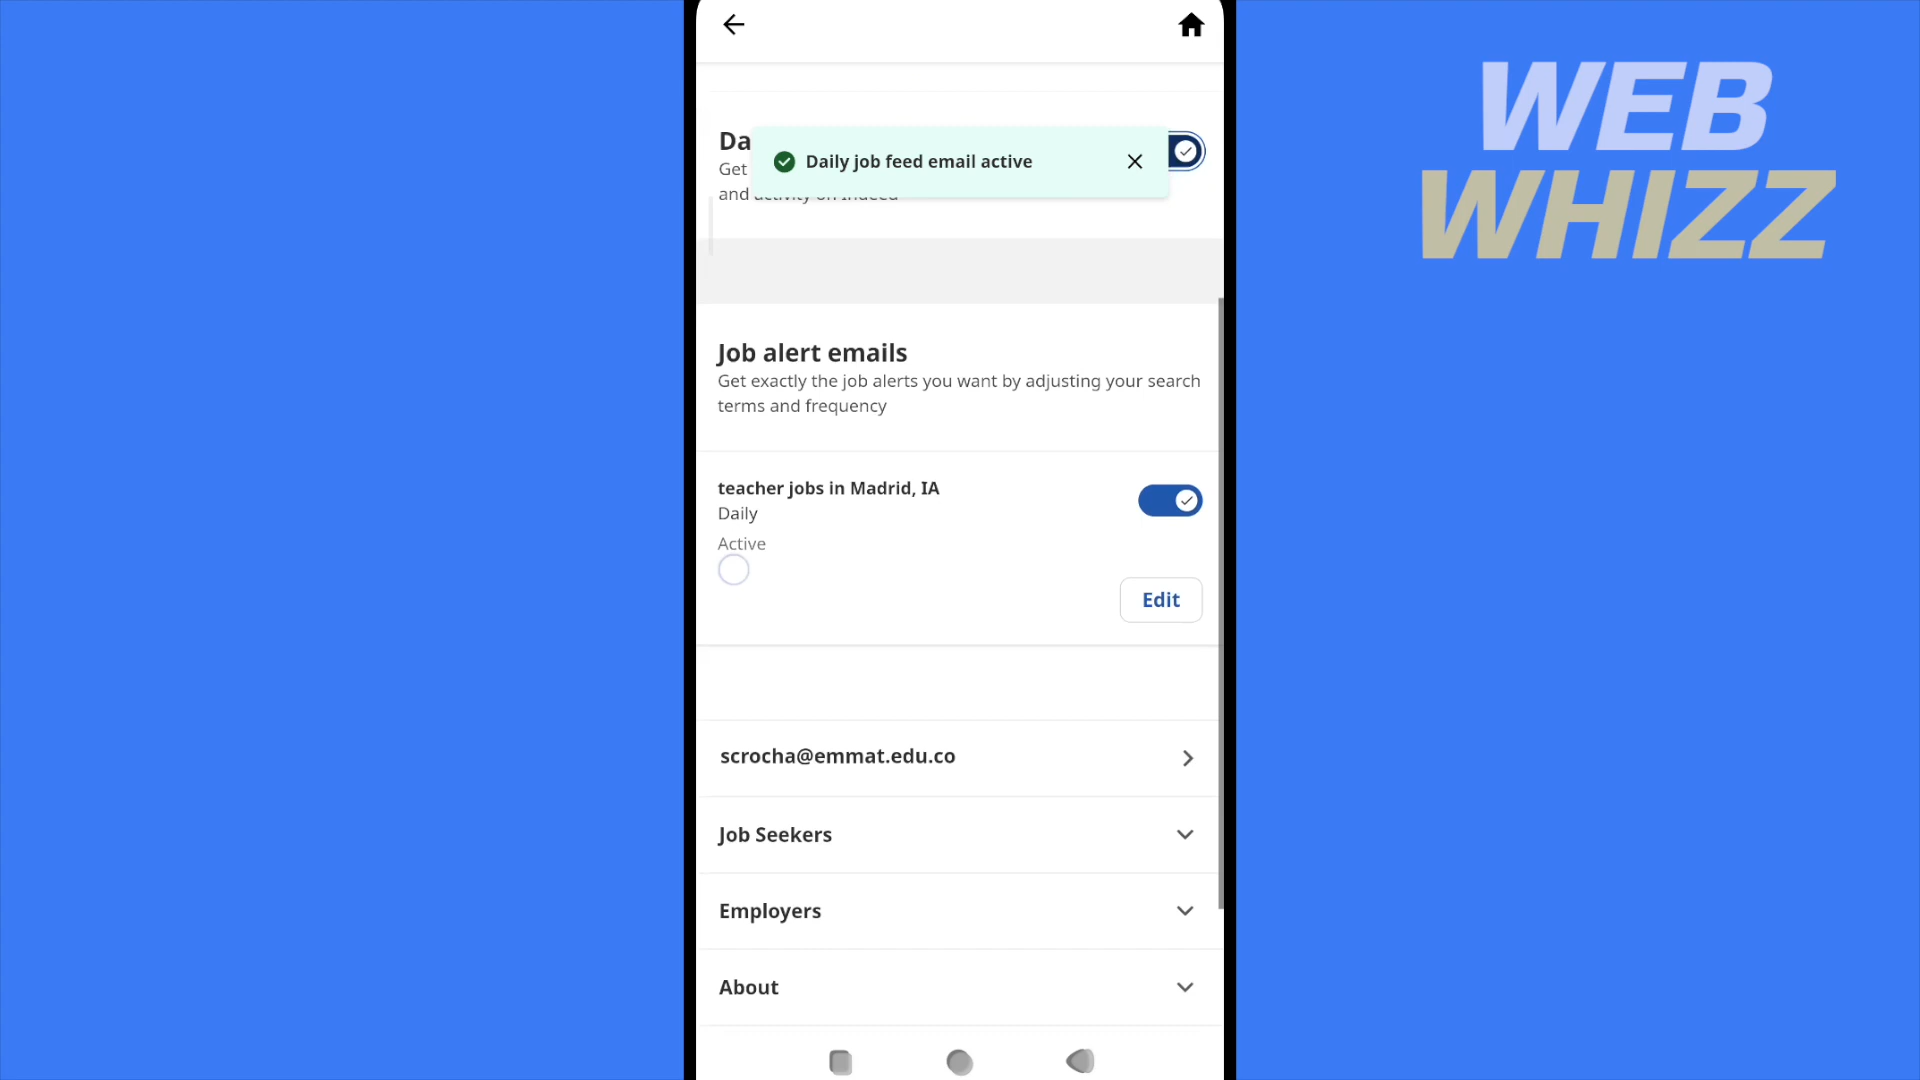 WEB
WHIZZ
Da
Daily job feed email active
Get
and activity on Indeed
Job alert emails
Get exactly the job alerts you want by adjusting your search
terms and frequency
teacher jobs in Madrid, IA
Daily
Active
Edit
scrocha@emmat.edu.co
Job Seekers
Employers
About